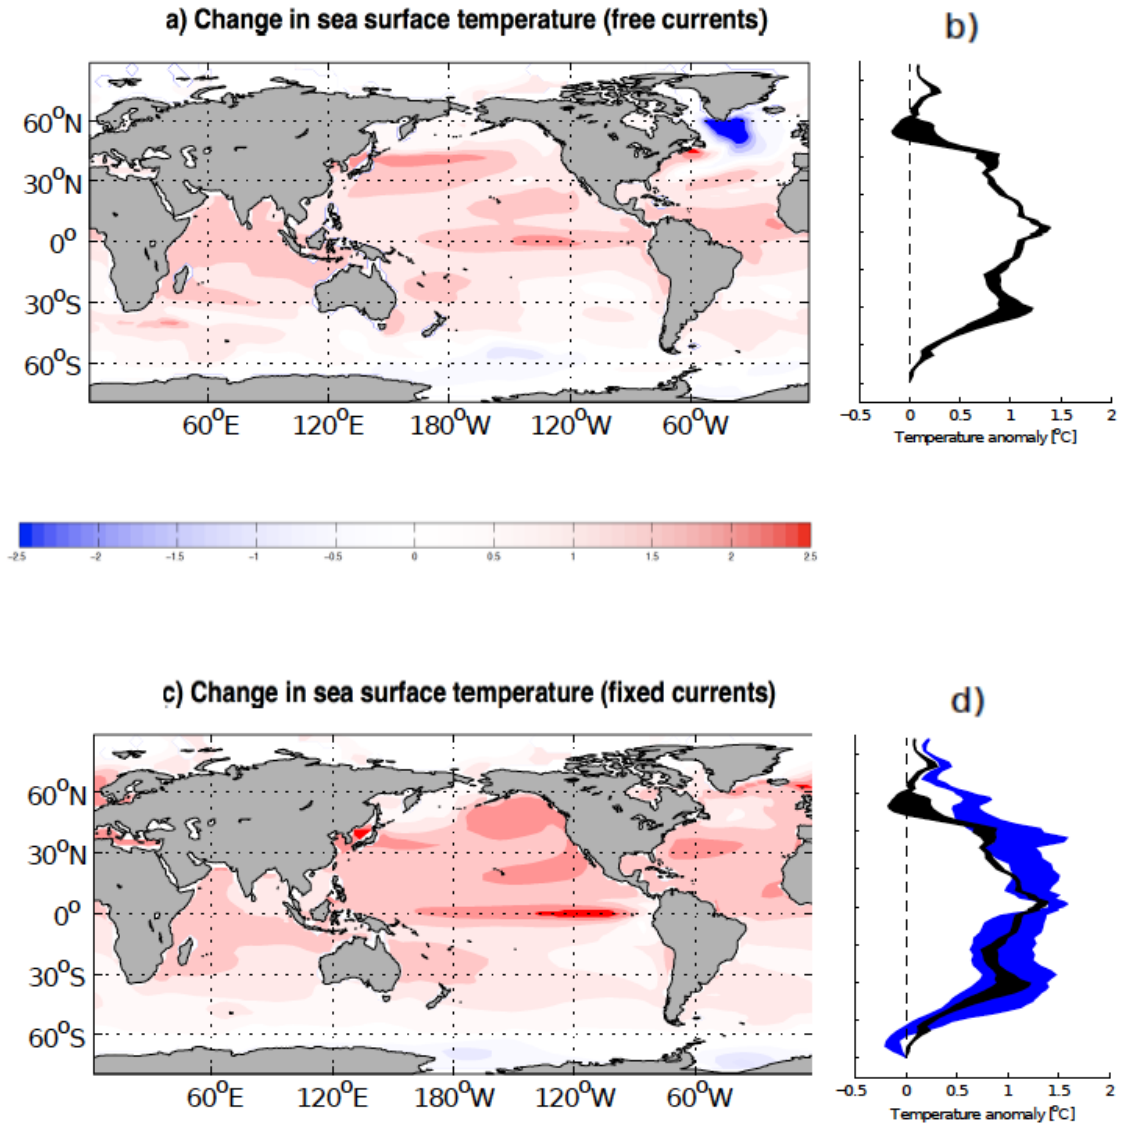 a) Change in sea surface temperature (free currents)
b)
60°N
30°N
0°
30°S
60°S
60°E 120°E 180°W 120°W 60°W
-0.5 0 0.5 1 1.5 2
Temperature anomaly [°C]
-2.5 -2 -1.5 -1 -0.5 0 0.5 1 1.5 2 2.5
c) Change in sea surface temperature (fixed currents)
d)
60°N
30°N
0°
30°S
60°S
60°E 120°E 180°W 120°W 60°W
-0.5 0 0.5 1 1.5 2
Temperature anomaly [°C]